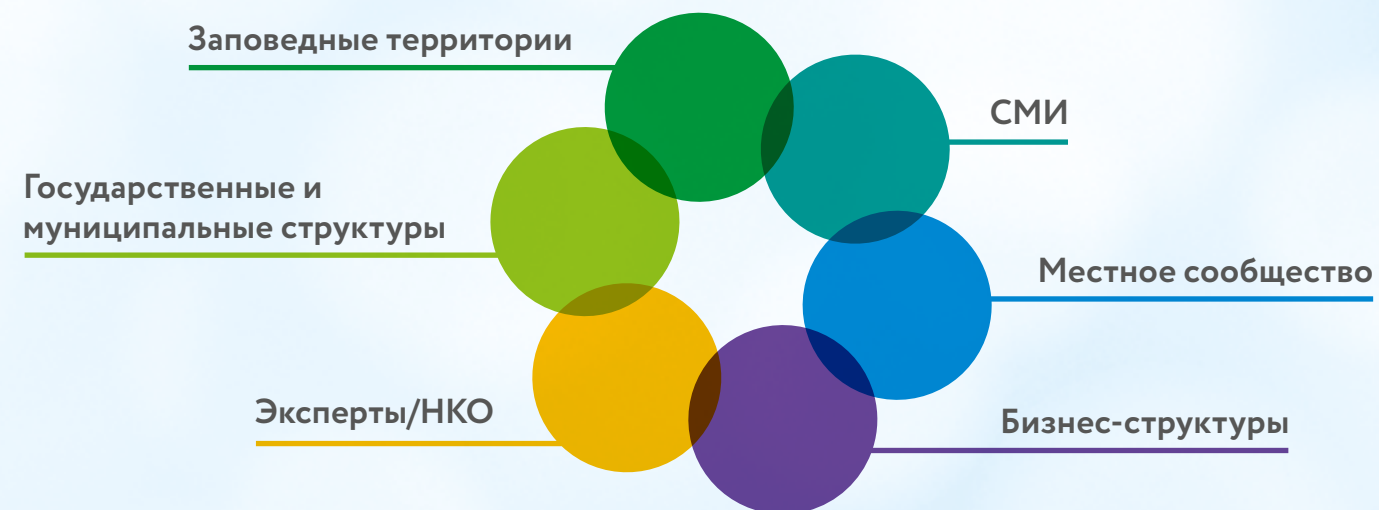 Заповедные территории
СМИ
Государственные и
муниципальные структуры
Местное сообщество
Эксперты/НКО
Бизнес-структуры